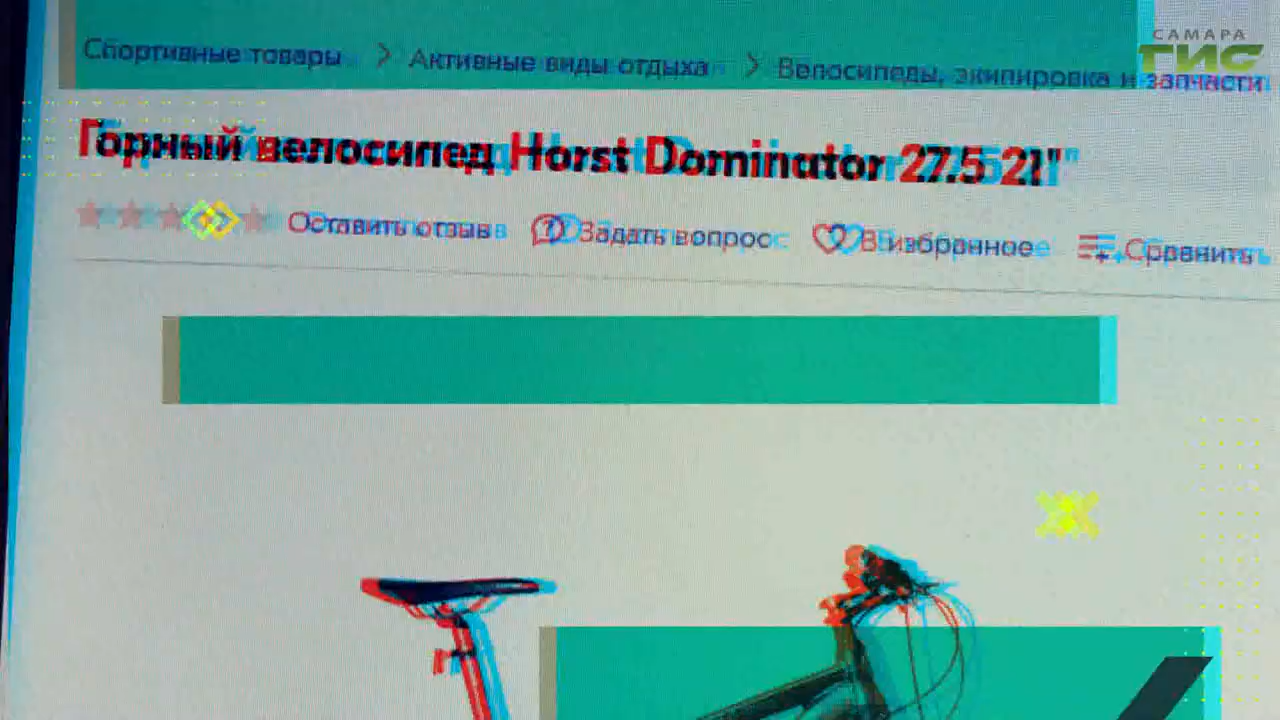 САМАРА
ГИС
Спортивные товары > Активные виды отдыха > Велосипеды, экипировка и запчасти
Горный велосипед Horst Dominator 27.5 21"
Оставить отзыв Задать вопрос В избранное Сравнить